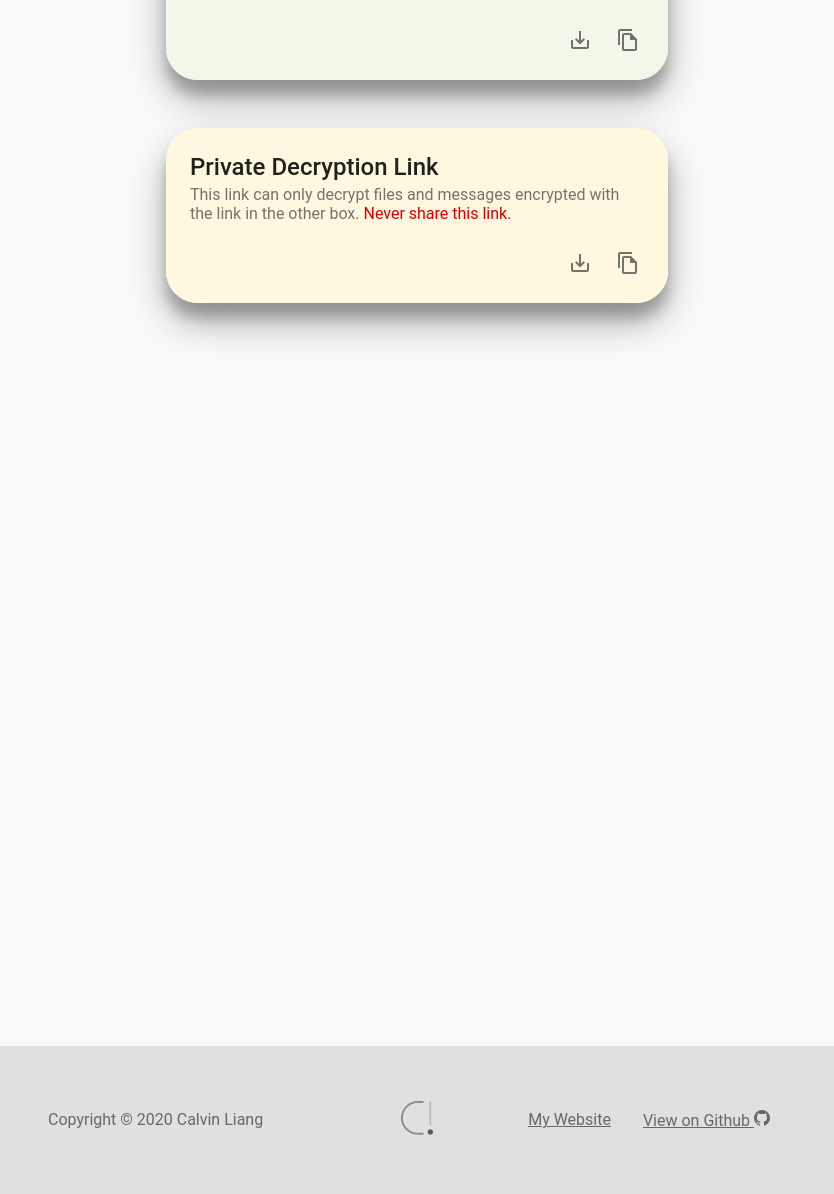 Private Decryption Link
This link can only decrypt files and messages encrypted with
the link in the other box. Never share this link.
Copyright © 2020 Calvin Liang
My Website
View on Github